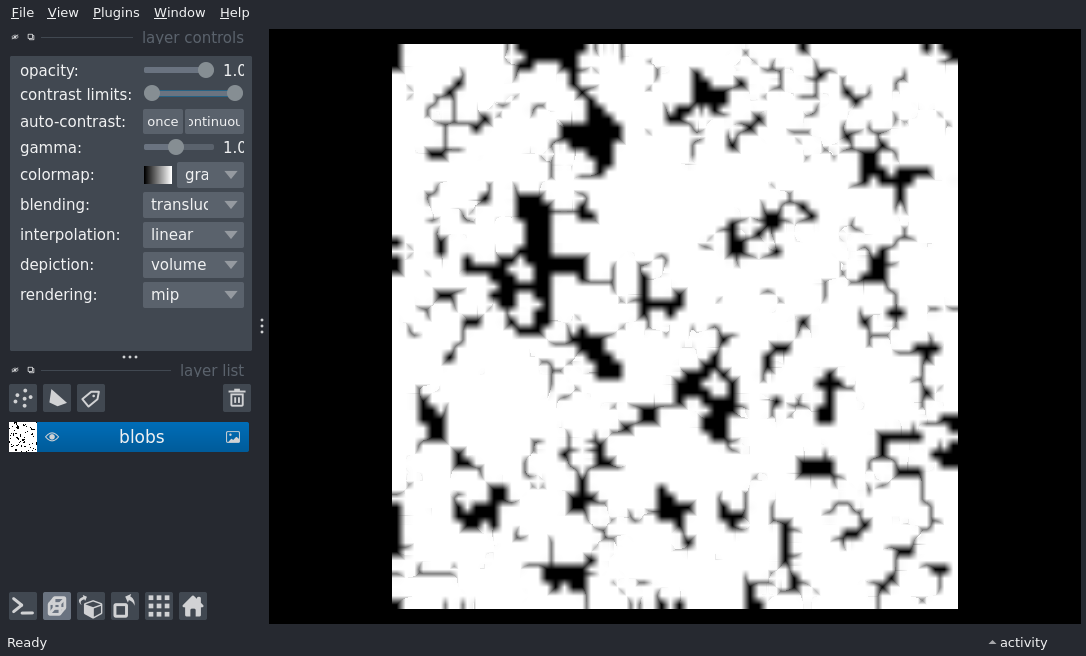 File View Plugins Window Help
layer controls
opacity: 1.0
contrast limits:
auto-contrast: once ontinuou
gamma: 1.0
colormap: gra
blending: transluc
interpolation: linear
depiction: volume
rendering: mip
layer list
blobs
Ready
activity